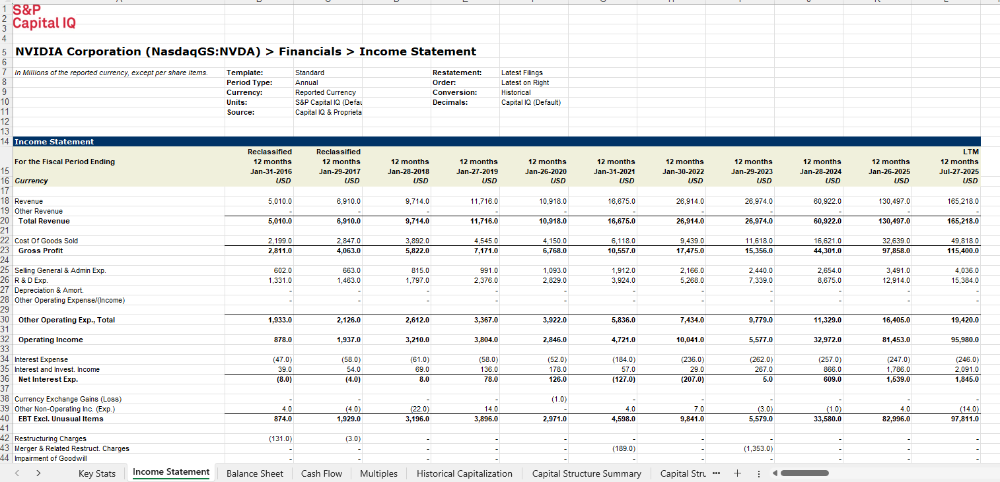 S&P
Capital IQ
NVIDIA Corporation (NasdaqGS:NVDA) > Financials > Income Statement
In Millions of the reported currency, except per share items. Template: Standard Restatement: Latest Filings
Period Type: Annual Order: Latest on Right
Currency: Reported Currency Conversion: Historical
Units: S&P Capital IQ (Defau Decimals: Capital IQ (Default)
Source: Capital IQ & Proprieta
Income Statement
Reclassified Reclassified LTM
For the Fiscal Period Ending 12 months 12 months 12 months 12 months 12 months 12 months 12 months 12 months 12 months 12 months 12 months
Jan-31-2016 Jan-29-2017 Jan-28-2018 Jan-27-2019 Jan-26-2020 Jan-31-2021 Jan-30-2022 Jan-29-2023 Jan-28-2024 Jan-26-2025 Jul-27-2025
Currency USD USD USD USD USD USD USD USD USD USD USD
Revenue 5,010.0 6,910.0 9,714.0 11,716.0 10,918.0 16,675.0 26,914.0 26,974.0 60,922.0 130,497.0 165,218.0
Other Revenue - - - - - - - - - - -
Total Revenue 5,010.0 6,910.0 9,714.0 11,716.0 10,918.0 16,675.0 26,914.0 26,974.0 60,922.0 130,497.0 165,218.0
Cost Of Goods Sold 2,199.0 2,847.0 3,892.0 4,545.0 4,150.0 6,118.0 9,439.0 11,618.0 16,621.0 32,639.0 49,818.0
Gross Profit 2,811.0 4,063.0 5,822.0 7,171.0 6,768.0 10,557.0 17,475.0 15,356.0 44,301.0 97,858.0 115,400.0
Selling General & Admin Exp. 602.0 663.0 815.0 991.0 1,093.0 1,912.0 2,166.0 2,440.0 2,654.0 3,491.0 4,036.0
R & D Exp. 1,331.0 1,463.0 1,797.0 2,376.0 2,829.0 3,924.0 5,268.0 7,339.0 8,675.0 12,914.0 15,384.0
Depreciation & Amort. - - - - - - - - - - -
Other Operating Expense/(Income) - - - - - - - - - - -
Other Operating Exp., Total 1,933.0 2,126.0 2,612.0 3,367.0 3,922.0 5,836.0 7,434.0 9,779.0 11,329.0 16,405.0 19,420.0
Operating Income 878.0 1,937.0 3,210.0 3,804.0 2,846.0 4,721.0 10,041.0 5,577.0 32,972.0 81,453.0 95,980.0
Interest Expense (47.0) (58.0) (61.0) (58.0) (52.0) (184.0) (236.0) (262.0) (257.0) (247.0) (246.0)
Interest and Invest. Income 39.0 54.0 69.0 136.0 178.0 57.0 29.0 267.0 866.0 1,786.0 2,091.0
Net Interest Exp. (8.0) (4.0) 8.0 78.0 126.0 (127.0) (207.0) 5.0 609.0 1,539.0 1,845.0
Currency Exchange Gains (Loss) - - - - (1.0) - - - - - -
Other Non-Operating Inc. (Exp.) 4.0 (4.0) (22.0) 14.0 - 4.0 7.0 (3.0) (1.0) 4.0 (14.0)
EBT Excl. Unusual Items 874.0 1,929.0 3,196.0 3,896.0 2,971.0 4,598.0 9,841.0 5,579.0 33,580.0 82,996.0 97,811.0
Restructuring Charges (131.0) (3.0) - - - - - - - - -
Merger & Related Restruct. Charges - - - - - (189.0) - (1,353.0) - - -
Impairment of Goodwill - - - - - - - - - - -
Key Stats Income Statement Balance Sheet Cash Flow Multiples Historical Capitalization Capital Structure Summary Capital Stru